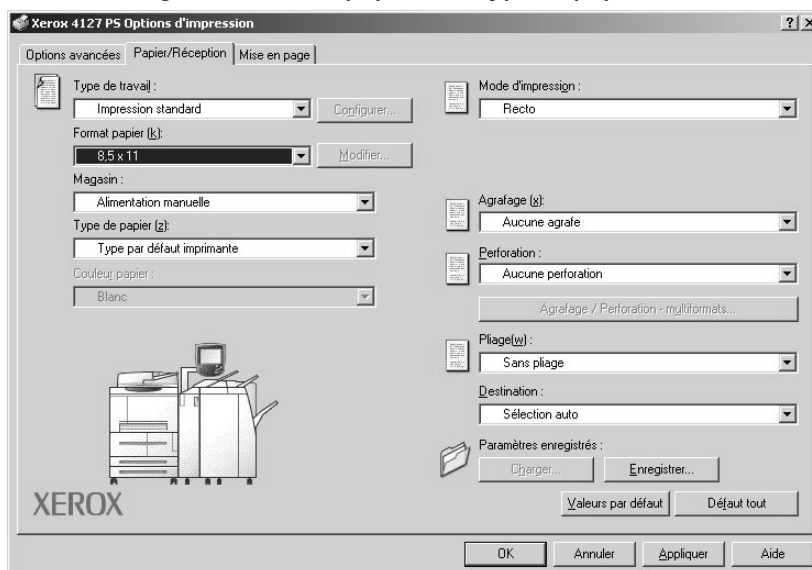 Xerox 4127 PS Options d'impression
Options avancées
Papier/Réception
Mise en page
Type de travail :
Impression standard
Configurer...
Format papier (k):
8,5 x 11
Modifier...
Magasin :
Alimentation manuelle
Type de papier (z):
Type par défaut imprimante
Couleur papier :
Blanc
XEROX
Mode d'impression :
Recto
Agrafage (x):
Aucune agrafe
Perforation :
Aucune perforation
Agrafage / Perforation - multiformats...
Pliage(w) :
Sans pliage
Destination :
Sélection auto
Paramètres enregistrés :
Charger...
Enregistrer...
Valeurs par défaut
Défaut tout
OK
Annuler
Appliquer
Aide